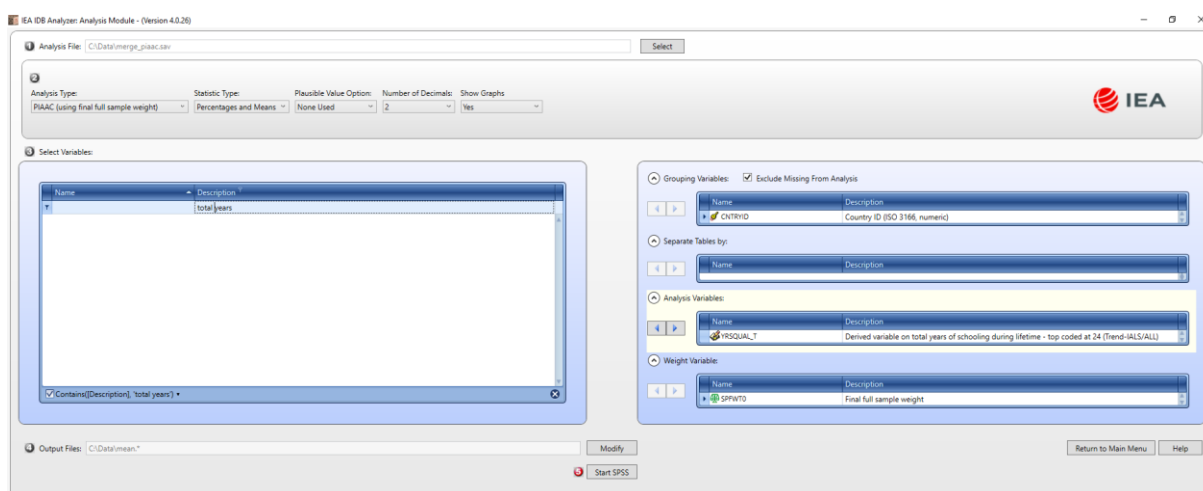 IEA IDB Analyzer: Analysis Module - (Version 4.0.26)
1 Analysis File: C:\Data\merge_piaac.sav Select
2
Analysis Type: Statistic Type: Plausible Value Option: Number of Decimals: Show Graphs
PIAAC (using final full sample weight) Percentages and Means None Used 2 Yes
IEA
3 Select Variables:
Name Description
total years
Contains([Description], 'total years')
Grouping Variables: Exclude Missing From Analysis
Name Description
CNTRYID Country ID (ISO 3166, numeric)
Separate Tables by:
Name Description
Analysis Variables:
Name Description
YRSQUAL_T Derived variable on total years of schooling during lifetime - top coded at 24 (Trend-IALS/ALL)
Weight Variable:
Name Description
SPFWT0 Final full sample weight
4 Output Files: C:\Data\mean.* Modify
Return to Main Menu Help
5 Start SPSS